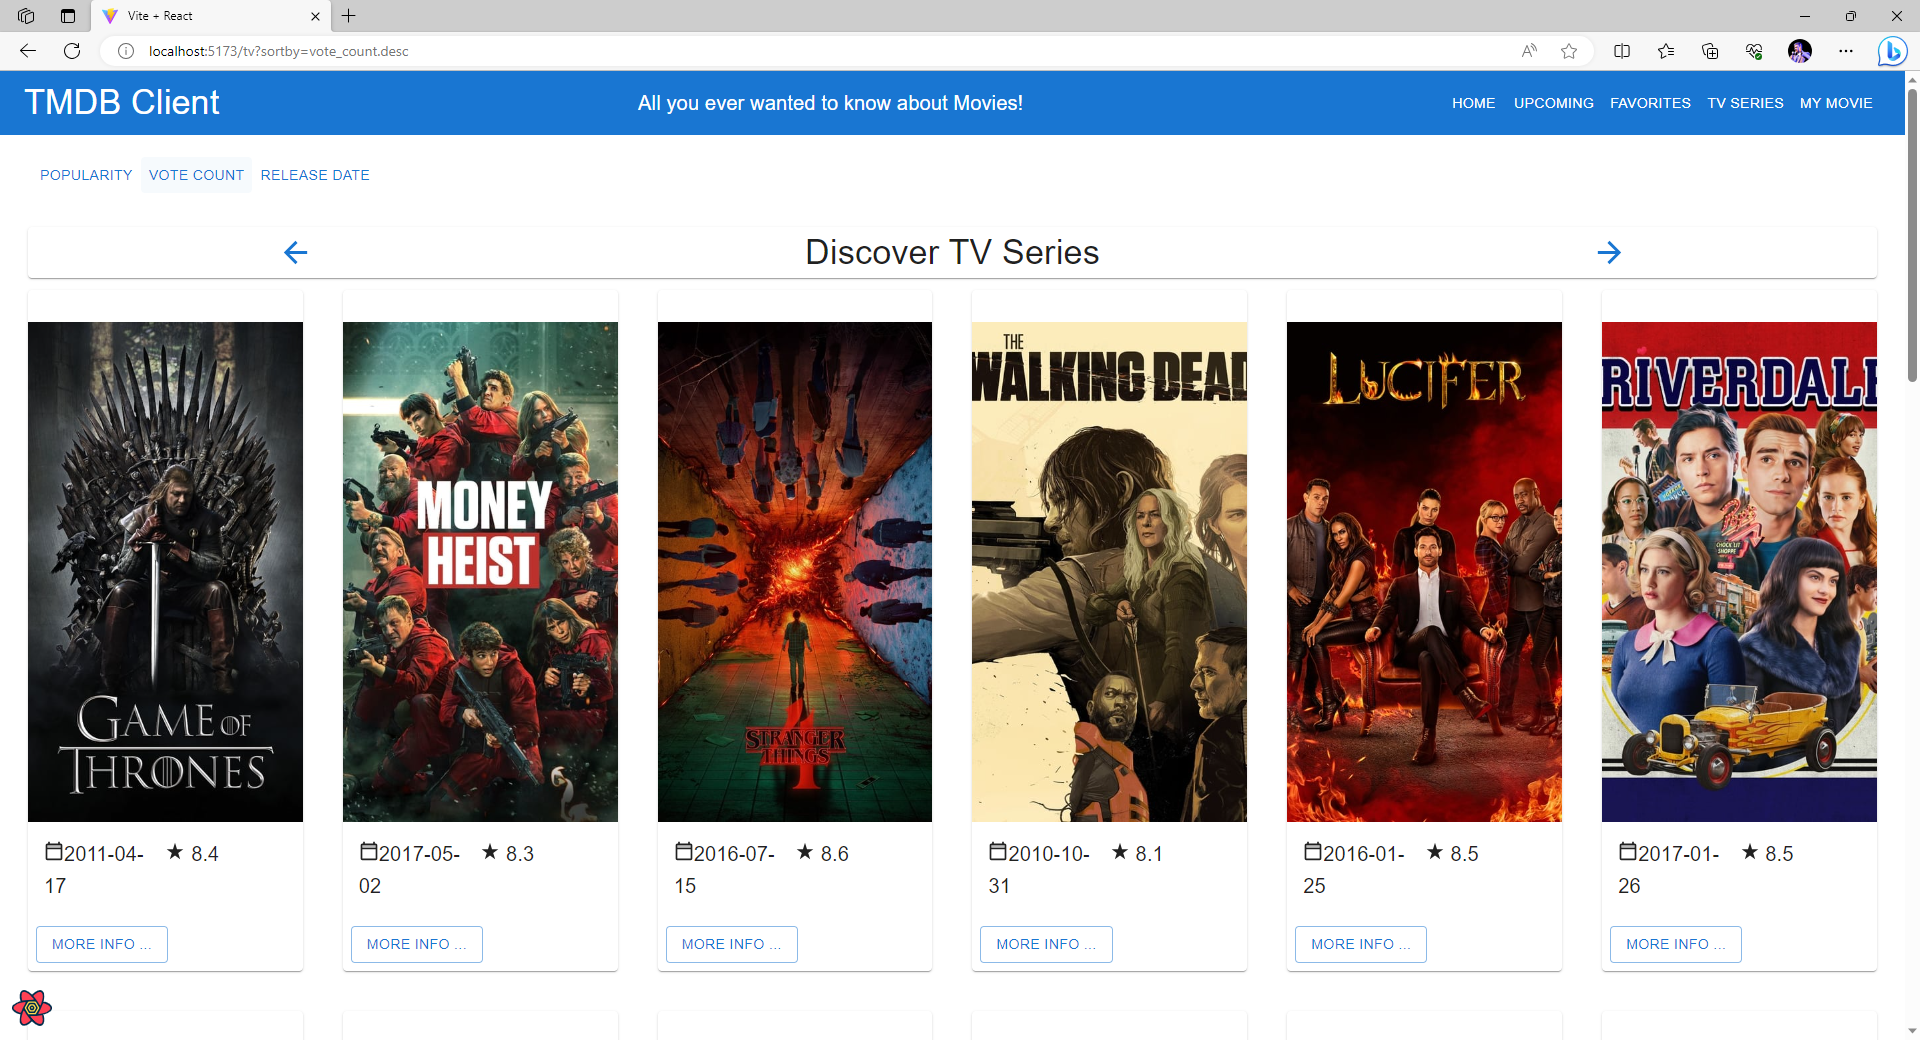 Vite + React
localhost:5173/tv?sortby=vote_count.desc
TMDB Client
All you ever wanted to know about Movies!
HOME UPCOMING FAVORITES TV SERIES MY MOVIE
POPULARITY VOTE COUNT RELEASE DATE
Discover TV Series
GAME OF
THRONES
MONEY
HEIST
STRANGER
THINGS
4
THE
WALKING DEAD
LUCIFER
RIVERDALE
CHOCK'LIT
SHOPPE
2011-04-17 ★ 8.4
2017-05-02 ★ 8.3
2016-07-15 ★ 8.6
2010-10-31 ★ 8.1
2016-01-25 ★ 8.5
2017-01-26 ★ 8.5
MORE INFO ...
MORE INFO ...
MORE INFO ...
MORE INFO ...
MORE INFO ...
MORE INFO ...